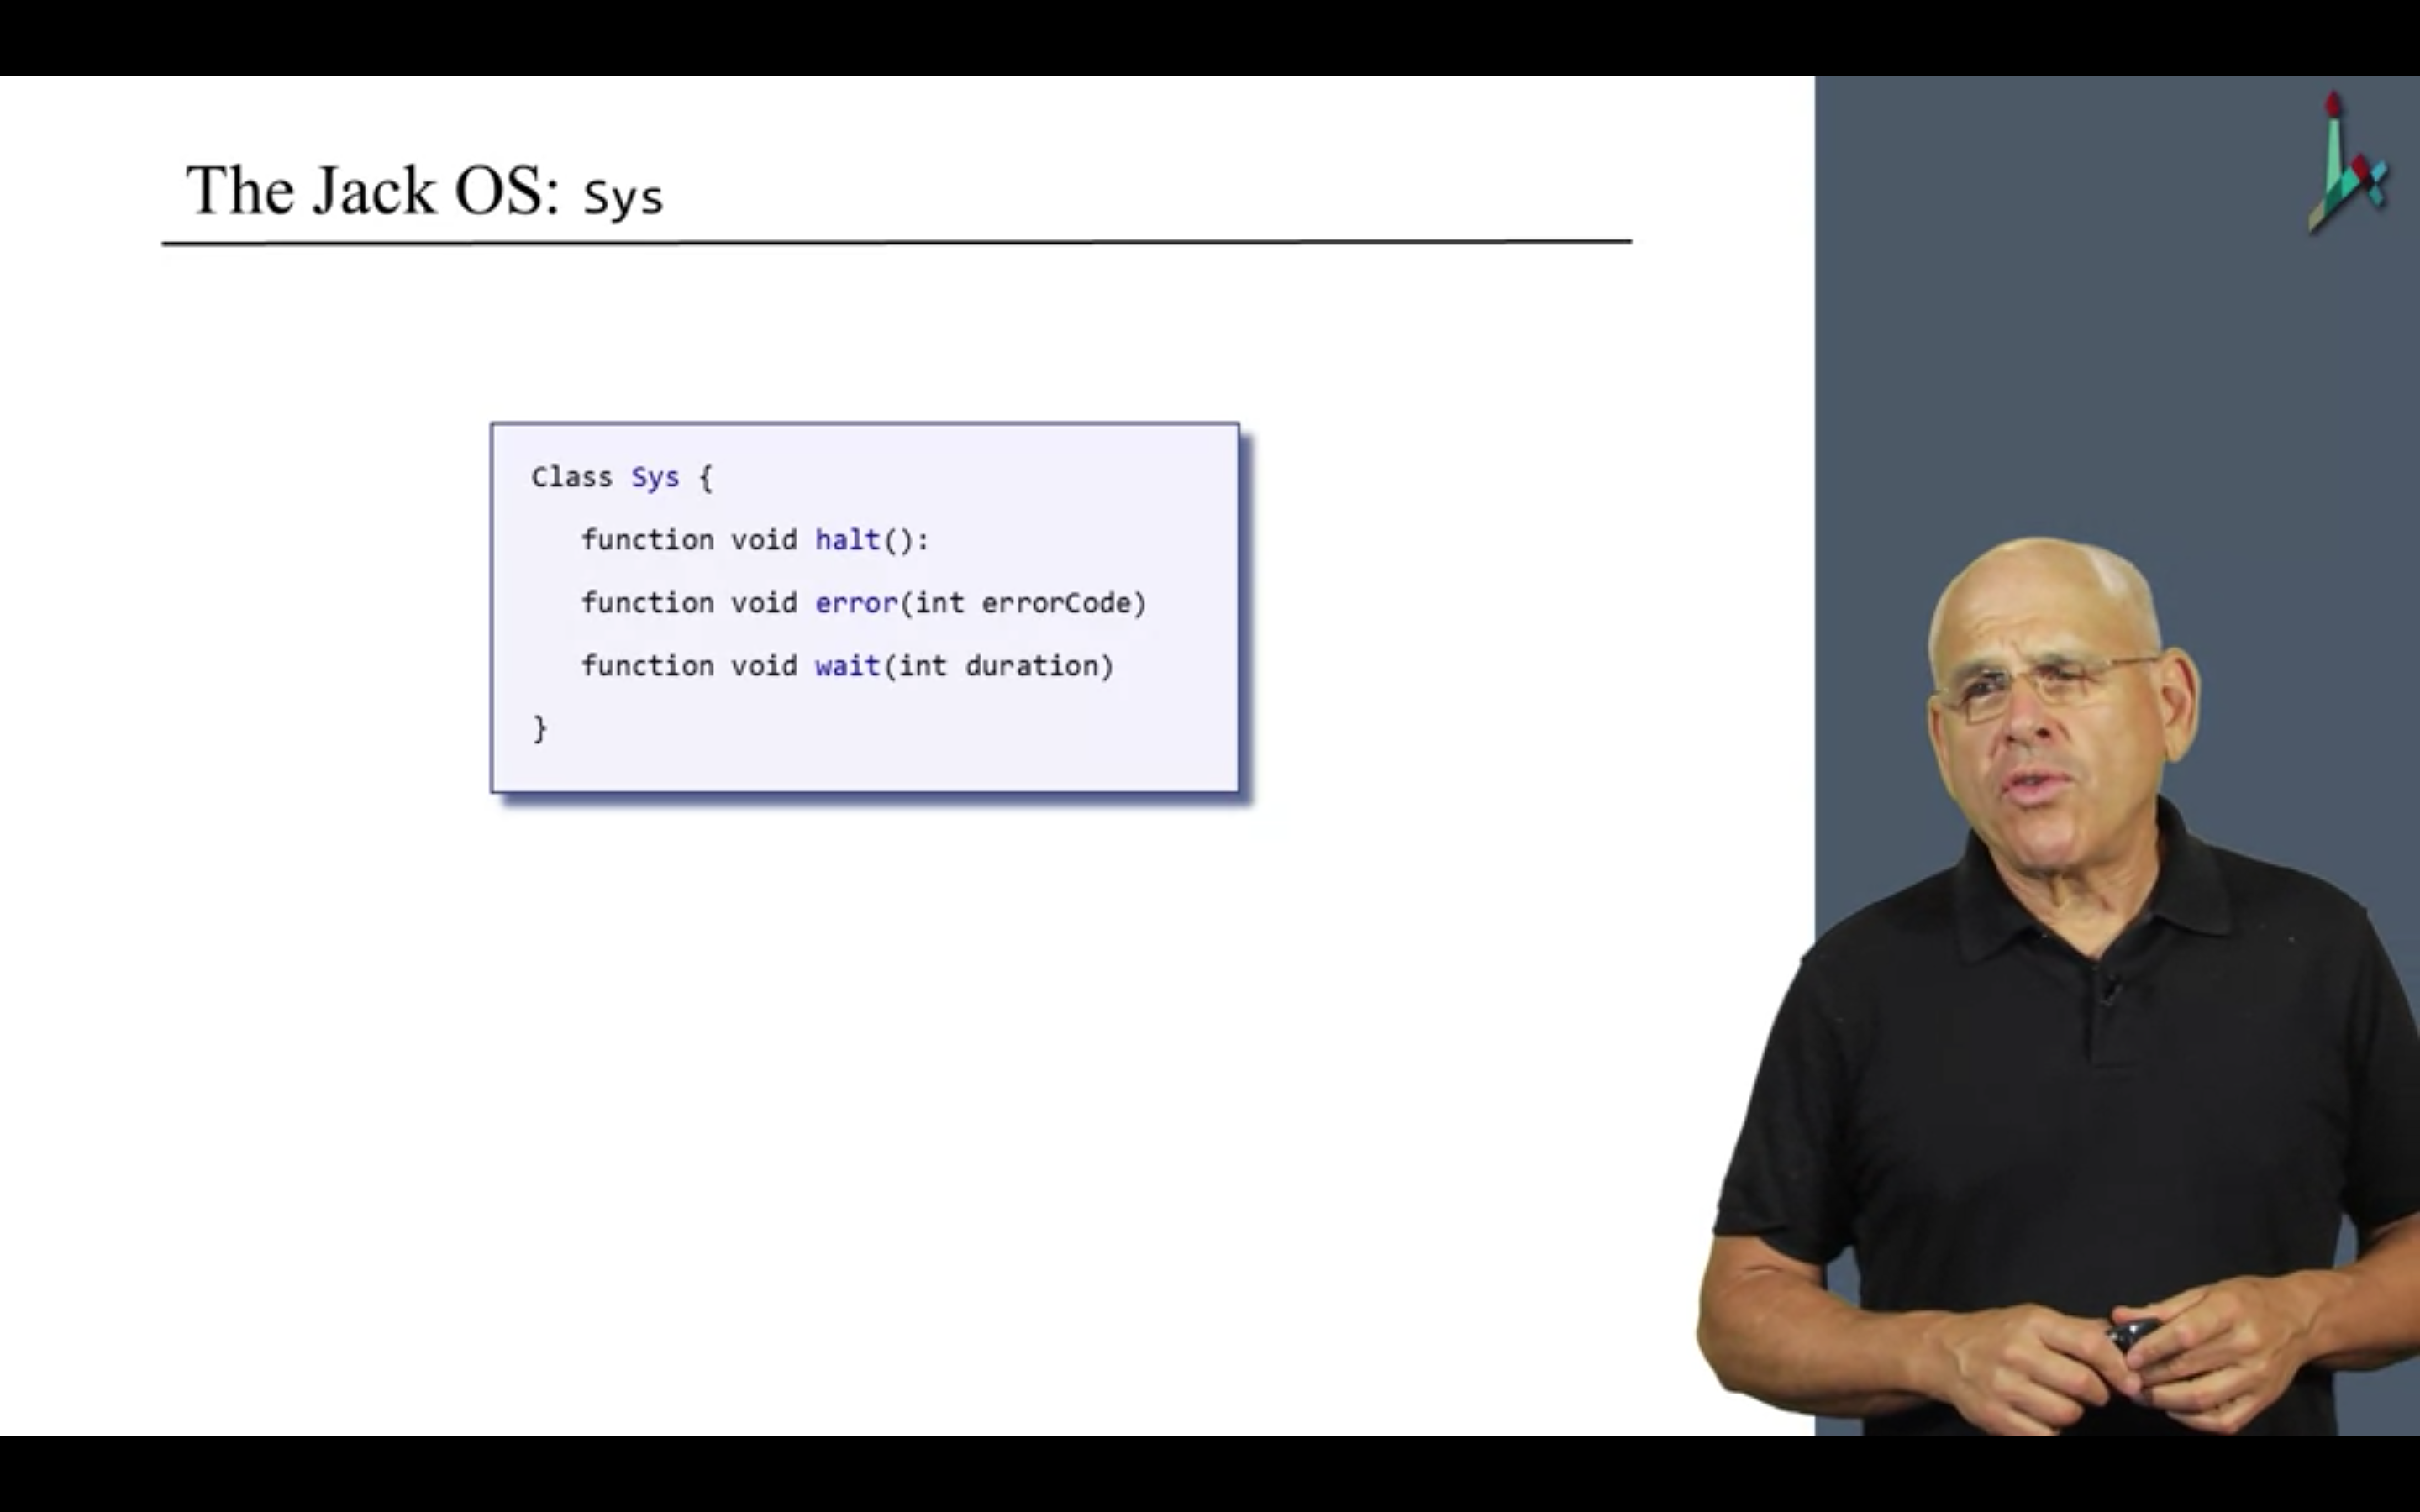 The Jack OS: Sys
Class Sys {
function void halt():
function void error(int errorCode)
function void wait(int duration)
}